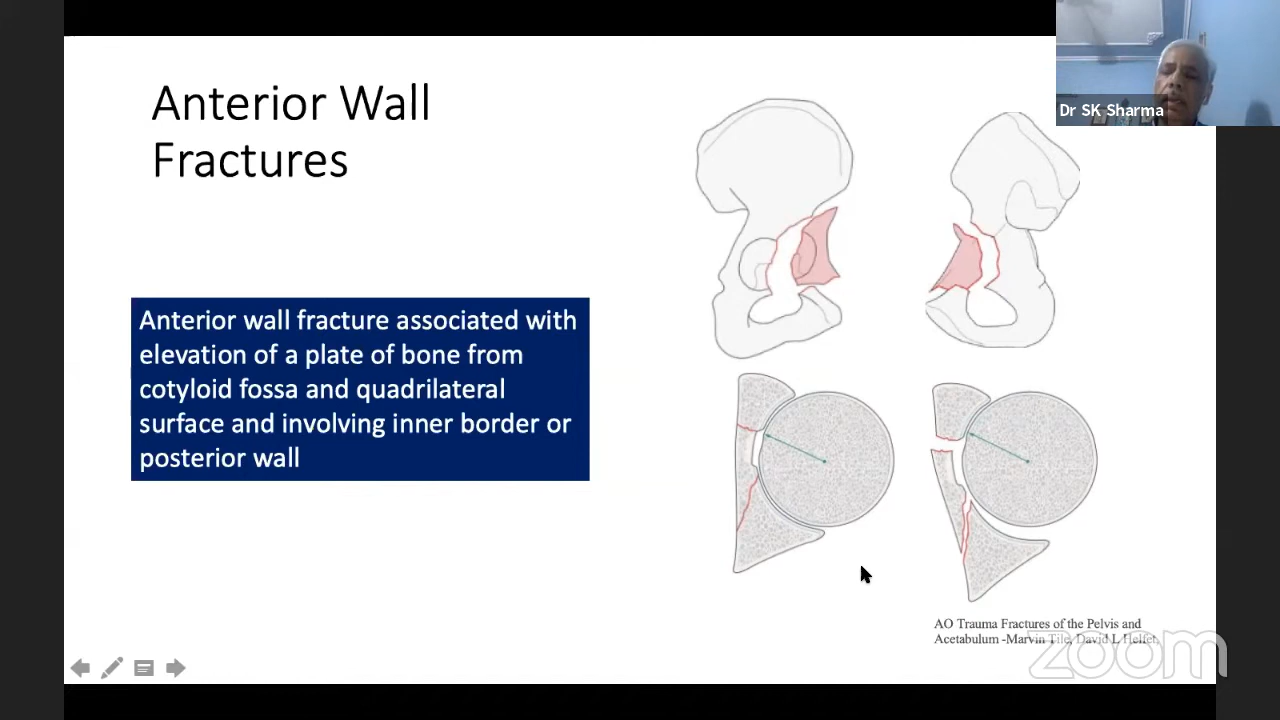 Anterior Wall
Fractures
Dr SK Sharma
Anterior wall fracture associated with
elevation of a plate of bone from
cotyloid fossa and quadrilateral
surface and involving inner border or
posterior wall
AO Trauma Fractures of the Pelvis and
Acetabulum -Marvin Tile, David L Helfet,
zoom